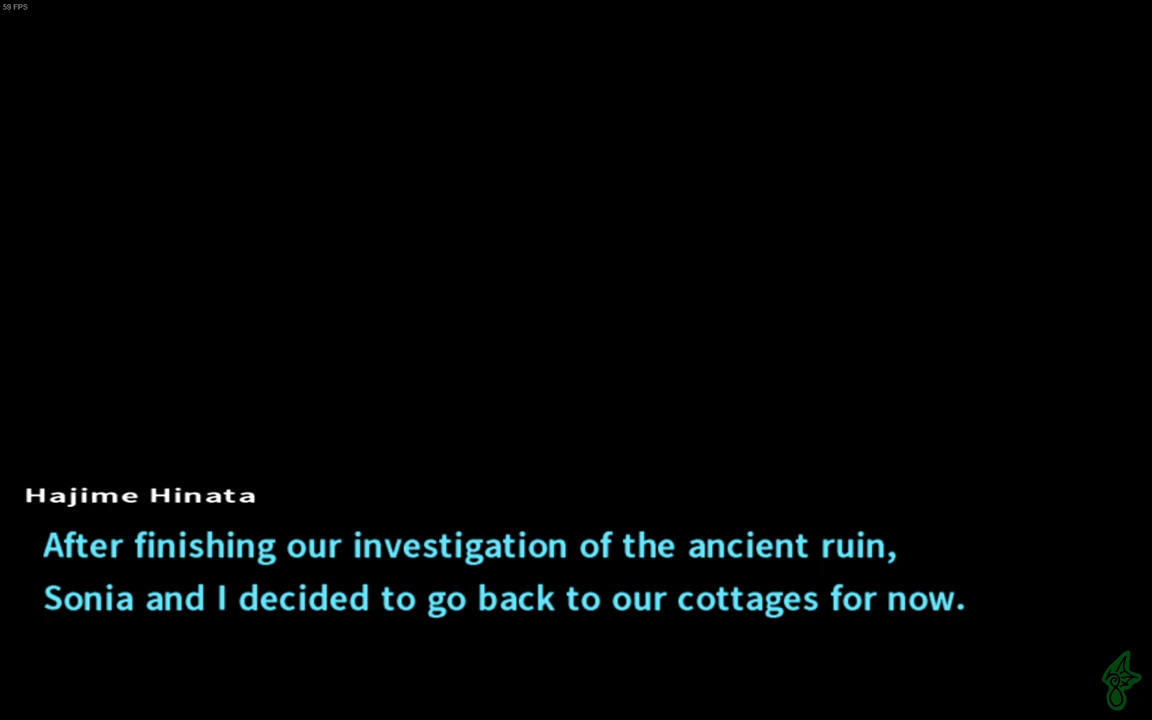 59 FPS
Hajime Hinata
After finishing our investigation of the ancient ruin,
Sonia and I decided to go back to our cottages for now.